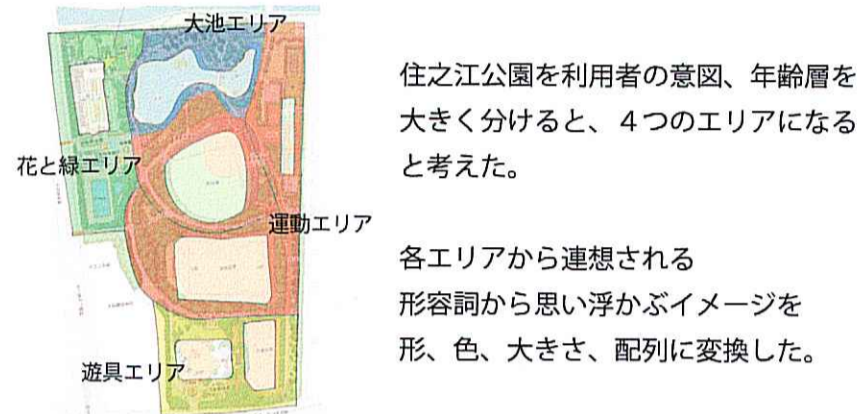 大池エリア
花と緑エリア
運動エリア
遊具エリア
住之江公園を利用者の意図、年齢層を
大きく分けると、４つのエリアになる
と考えた。
各エリアから連想される
形容詞から思い浮かぶイメージを
形、色、大きさ、配列に変換した。